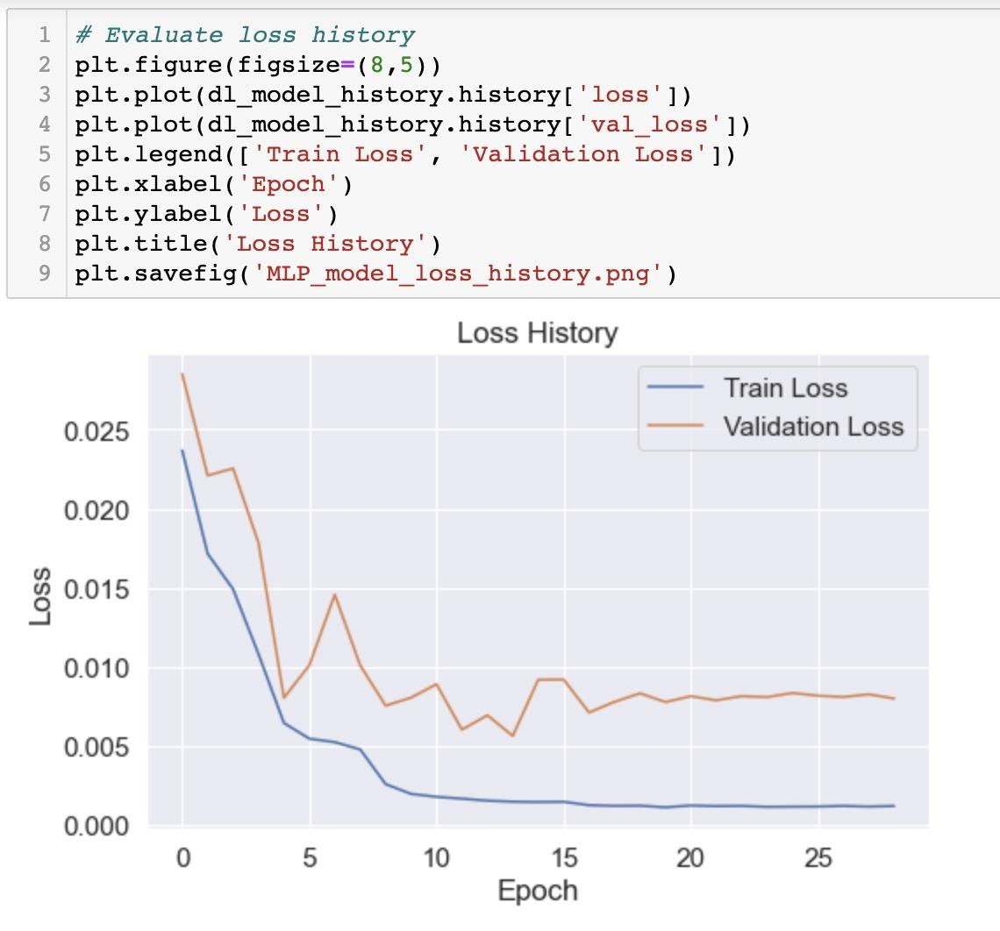 1 # Evaluate loss history
2 plt.figure(figsize=(8,5))
3 plt.plot(dl_model_history.history['loss'])
4 plt.plot(dl_model_history.history['val_loss'])
5 plt.legend(['Train Loss', 'Validation Loss'])
6 plt.xlabel('Epoch')
7 plt.ylabel('Loss')
8 plt.title('Loss History')
9 plt.savefig('MLP_model_loss_history.png')
Loss History
Train Loss
Validation Loss
0.025
0.020
0.015
0.010
0.005
0.000
Loss
0 5 10 15 20 25
Epoch